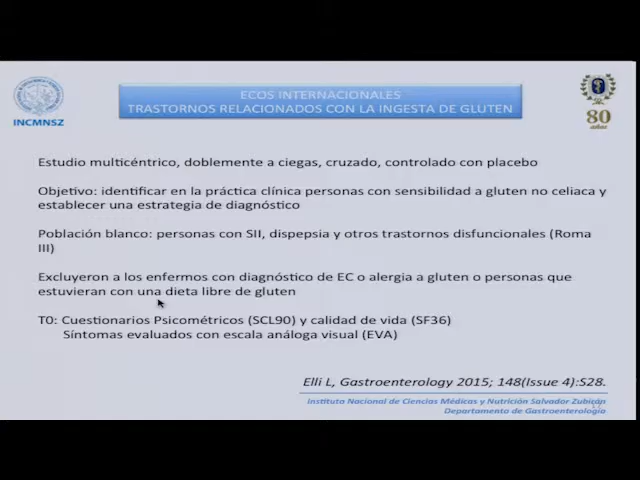 INCMNSZ
ECOS INTERNACIONALES
TRASTORNOS RELACIONADOS CON LA INGESTA DE GLUTEN
80
años
Estudio multicéntrico, doblemente a ciegas, cruzado, controlado con placebo
Objetivo: identificar en la práctica clínica personas con sensibilidad a gluten no celiaca y
establecer una estrategia de diagnóstico
Población blanco: personas con SII, dispepsia y otros trastornos disfuncionales (Roma
III)
Excluyeron a los enfermos con diagnóstico de EC o alergia a gluten o personas que
estuvieran con una dieta libre de gluten
T0: Cuestionarios Psicométricos (SCL90) y calidad de vida (SF36)
Síntomas evaluados con escala análoga visual (EVA)
Elli L, Gastroenterology 2015; 148(Issue 4):S28.
Instituto Nacional de Ciencias Médicas y Nutrición Salvador Zubirán
Departamento de Gastroenterología